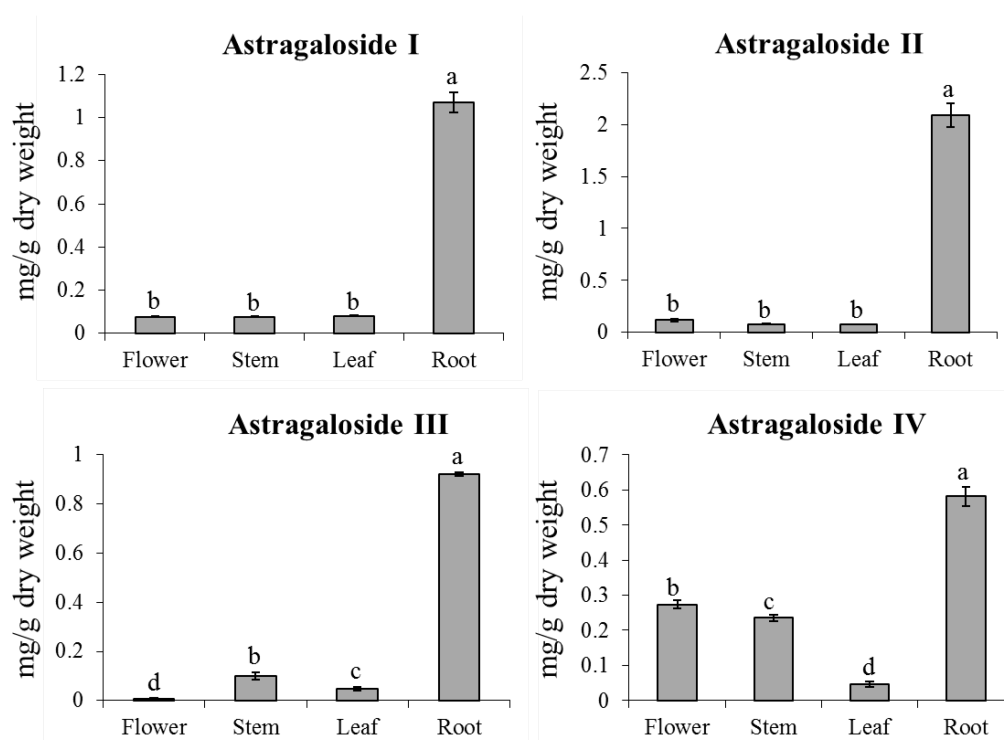 Astragaloside I
mg/g dry weight
1.2
1
0.8
0.6
0.4
0.2
0
b
b
b
a
Flower
Stem
Leaf
Root
Astragaloside II
mg/g dry weight
2.5
2
1.5
1
0.5
0
b
b
b
a
Flower
Stem
Leaf
Root
Astragaloside III
mg/g dry weight
1
0.8
0.6
0.4
0.2
0
d
b
c
a
Flower
Stem
Leaf
Root
Astragaloside IV
mg/g dry weight
0.7
0.6
0.5
0.4
0.3
0.2
0.1
0
b
c
d
a
Flower
Stem
Leaf
Root